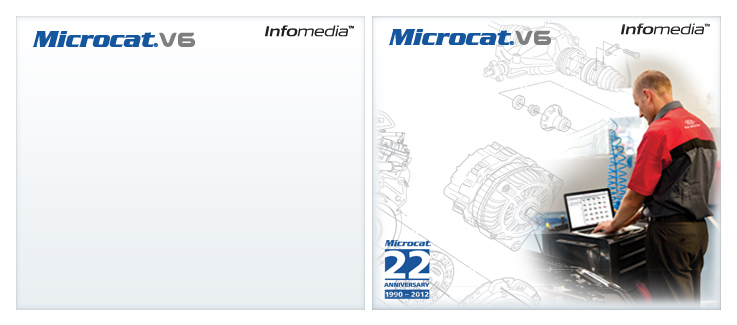 Microcat.V6 Infomedia™
Microcat.V6 Infomedia™
Microcat
22
ANNIVERSARY
1990 – 2012